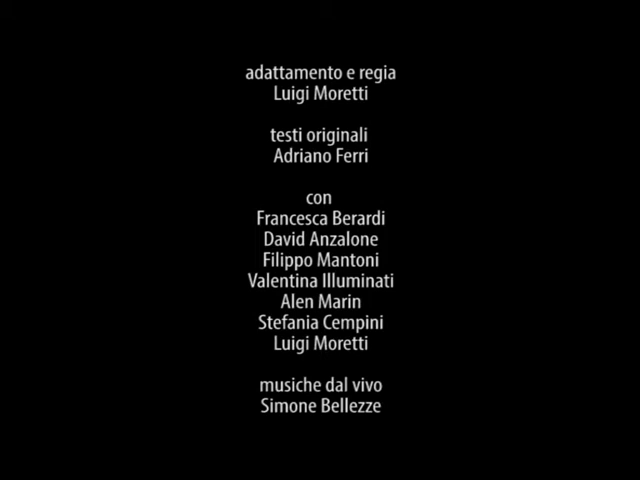 adattamento e regia
Luigi Moretti
testi originali
Adriano Ferri
con
Francesca Berardi
David Anzalone
Filippo Mantoni
Valentina Illuminati
Alen Marin
Stefania Cempini
Luigi Moretti
musiche dal vivo
Simone Bellezze